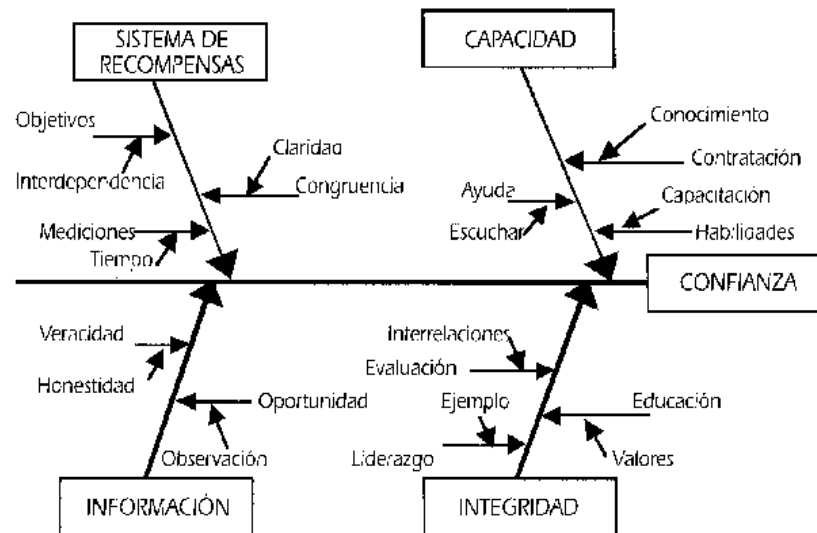 SISTEMA DE
RECOMPENSAS
CAPACIDAD
Objetivos
Interdependencia
Claridad
Congruencia
Mediciones
Tiempo
Conocimiento
Contratación
Ayuda
Escuchar
Capacitación
Habilidades
CONFIANZA
Veracidad
Honestidad
Oportunidad
Observación
Interrelaciones
Evaluación
Ejemplo
Liderazgo
Educación
Valores
INFORMACIÓN
INTEGRIDAD